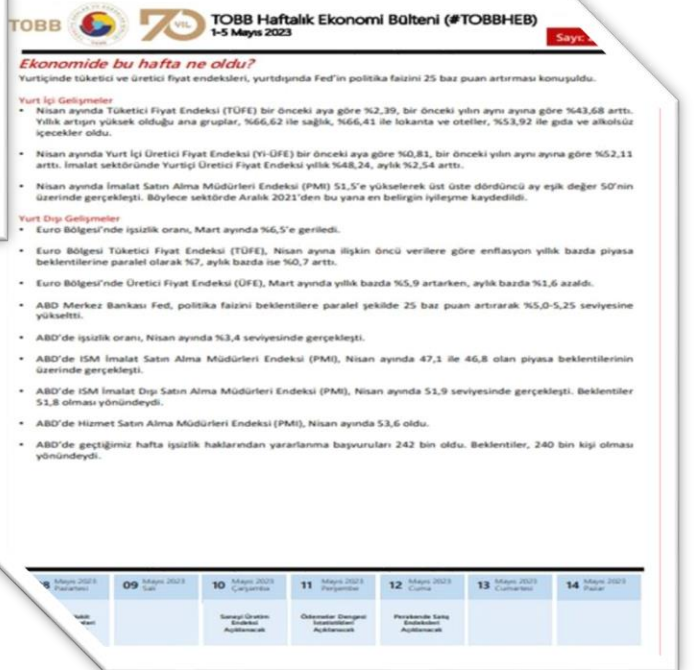 TOBB
70
YIL
TOBB Haftalık Ekonomi Bülteni (#TOBBHEB)
1-5 Mayıs 2023
Sayı:
Ekonomide bu hafta ne oldu?
Yurtiçinde tüketici ve üretici fiyat endeksleri, yurtdışında Fed'in politika faizini 25 baz puan artırması konuşuldu.
Yurt İçi Gelişmeler
• Nisan ayında Tüketici Fiyat Endeksi (TÜFE) bir önceki aya göre %2,39, bir önceki yılın aynı ayına göre %43,68 arttı.
Yıllık artışın yüksek olduğu ana gruplar, %66,62 ile sağlık, %66,41 ile lokanta ve oteller, %53,92 ile gıda ve alkolsüz
içecekler oldu.
• Nisan ayında Yurt İçi Üretici Fiyat Endeksi (Yi-ÜFE) bir önceki aya göre %0,81, bir önceki yılın aynı ayına göre %52,11
arttı. İmalat sektöründe Yurtiçi Üretici Fiyat Endeksi yıllık %48,24, aylık %2,54 arttı.
• Nisan ayında İmalat Satın Alma Müdürleri Endeksi (PMI) 51,5'e yükselerek üst üste dördüncü ay eşik değer 50'nin
üzerinde gerçekleşti. Böylece sektörde Aralık 2021'den bu yana en belirgin iyileşme kaydedildi.
Yurt Dışı Gelişmeler
• Euro Bölgesi'nde işsizlik oranı, Mart ayında %6,5'e geriledi.
• Euro Bölgesi Tüketici Fiyat Endeksi (TÜFE), Nisan ayına ilişkin öncü verilere göre enflasyon yıllık bazda piyasa
beklentilerine paralel olarak %7, aylık bazda ise %0,7 arttı.
• Euro Bölgesi'nde Üretici Fiyat Endeksi (ÜFE), Mart ayında yıllık bazda %5,9 artarken, aylık bazda %1,6 azaldı.
• ABD Merkez Bankası Fed, politika faizini beklentilere paralel şekilde 25 baz puan artırarak %5,0-5,25 seviyesine
yükseltti.
• ABD'de işsizlik oranı, Nisan ayında %3,4 seviyesinde gerçekleşti.
• ABD'de ISM İmalat Satın Alma Müdürleri Endeksi (PMI), Nisan ayında 47,1 ile 46,8 olan piyasa beklentilerinin
üzerinde gerçekleşti.
• ABD'de ISM İmalat Dışı Satın Alma Müdürleri Endeksi (PMI), Nisan ayında 51,9 seviyesinde gerçekleşti. Beklentiler
51,8 olması yönündeydi.
• ABD'de Hizmet Satın Alma Müdürleri Endeksi (PMI), Nisan ayında 53,6 oldu.
• ABD'de geçtiğimiz hafta işsizlik haklarından yararlanma başvuruları 242 bin oldu. Beklentiler, 240 bin kişi olması
yönündeydi.
8 Mayıs 2023 Pazartesi
09 Mayıs 2023 Salı
10 Mayıs 2023 Çarşamba
11 Mayıs 2023 Perşembe
12 Mayıs 2023 Cuma
13 Mayıs 2023 Cumartesi
14 Mayıs 2023 Pazar
Sanayi Üretim
Endeksi
Açıklanacak
Ödemeler Dengesi
İstatistikleri
Açıklanacak
Perakende Satış
Endeksleri
Açıklanacak